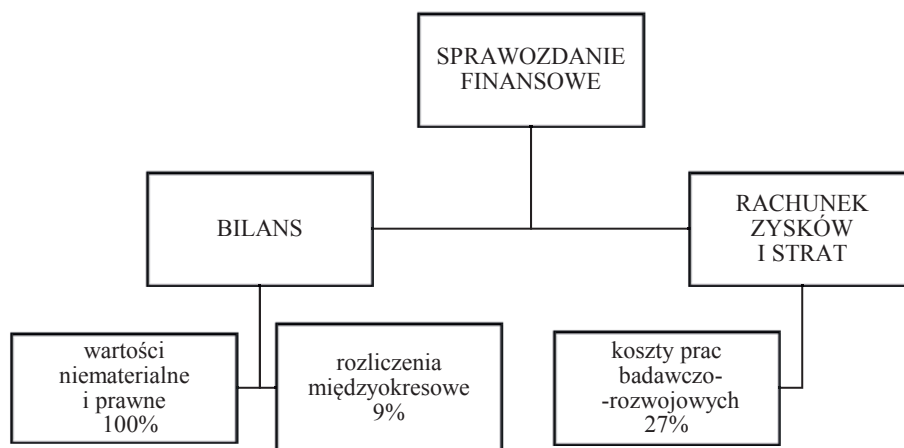 SPRAWOZDANIE
FINANSOWE
BILANS
RACHUNEK
ZYSKÓW
I STRAT
wartości
niematerialne
i prawne
100%
rozliczenia
międzyokresowe
9%
koszty prac
badawczo-
-rozwojowych
27%